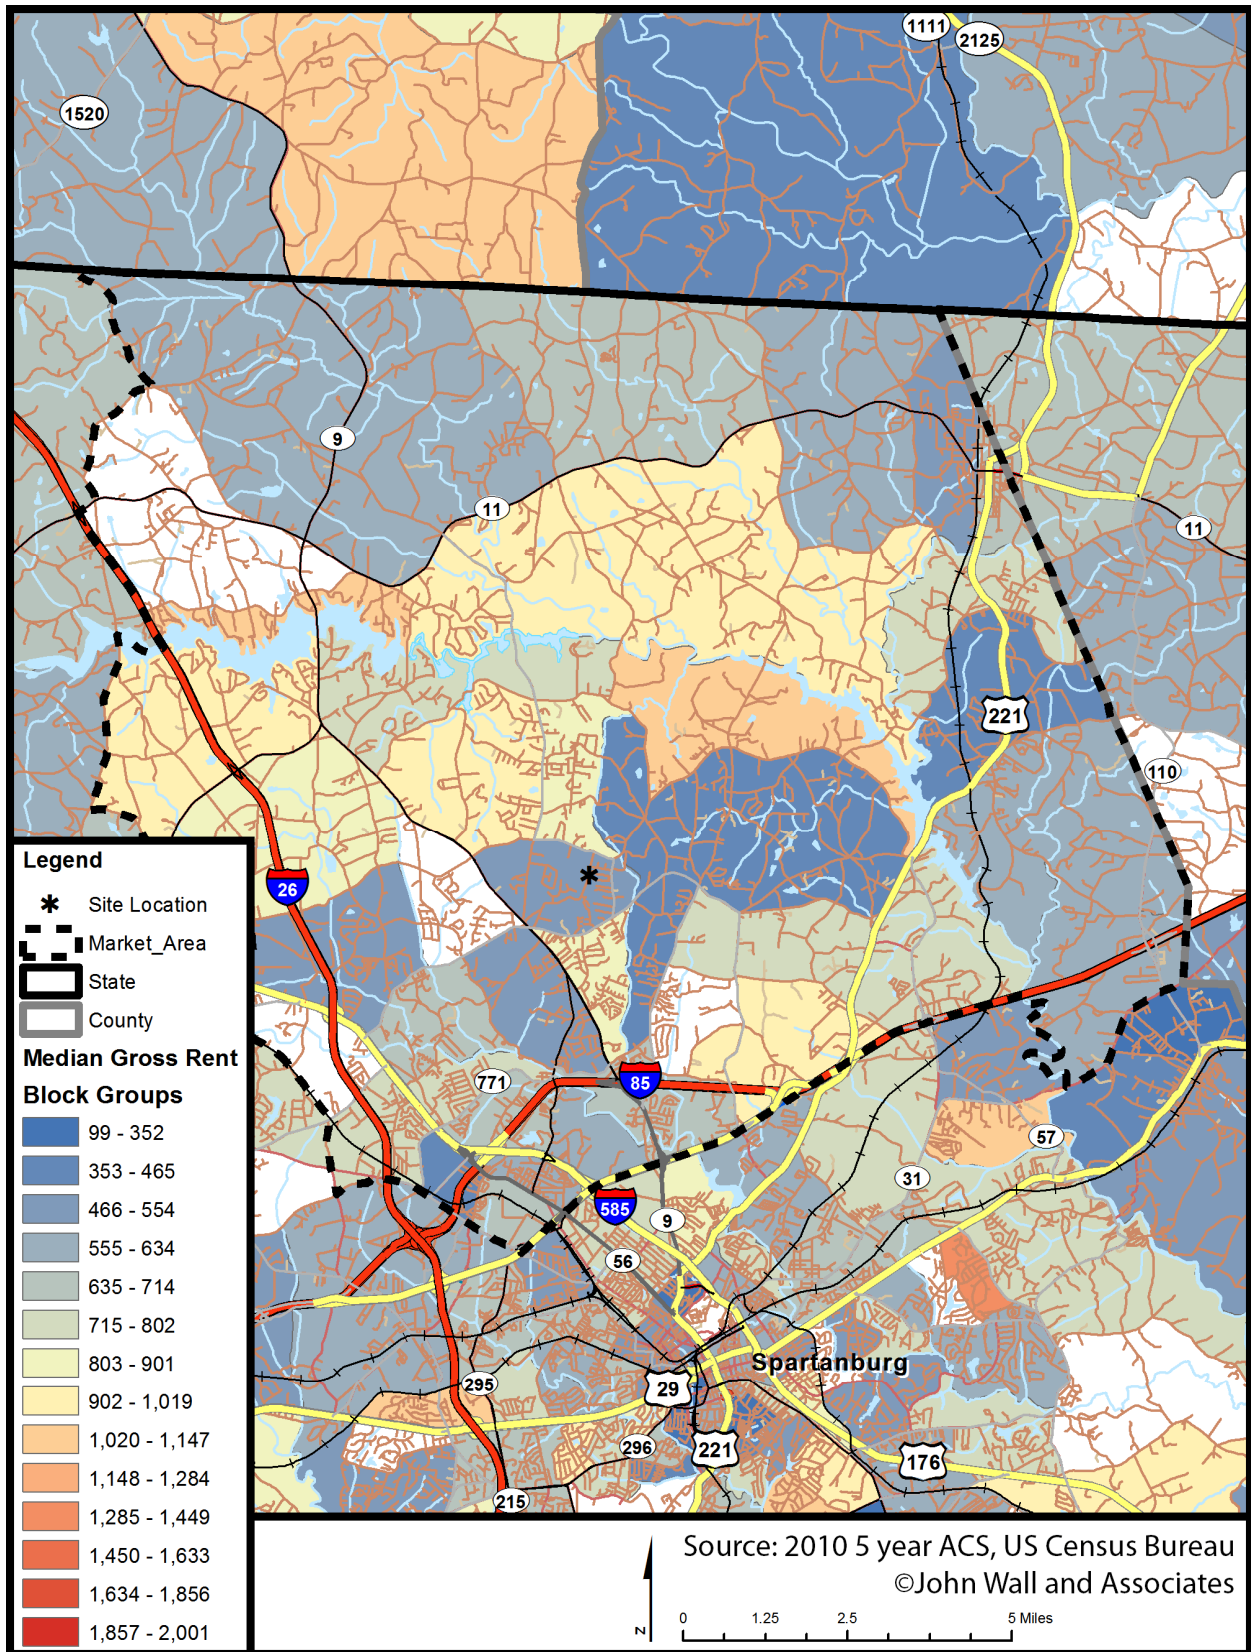 1111
2125
1520
9
11
11
221
110
26
771
85
585
9
56
31
57
Spartanburg
295
29
296
221
176
215
Legend
Site Location
Market_Area
State
County
Median Gross Rent
Block Groups
99 - 352
353 - 465
466 - 554
555 - 634
635 - 714
715 - 802
803 - 901
902 - 1,019
1,020 - 1,147
1,148 - 1,284
1,285 - 1,449
1,450 - 1,633
1,634 - 1,856
1,857 - 2,001
Source: 2010 5 year ACS, US Census Bureau
©John Wall and Associates
N
0 1.25 2.5 5 Miles